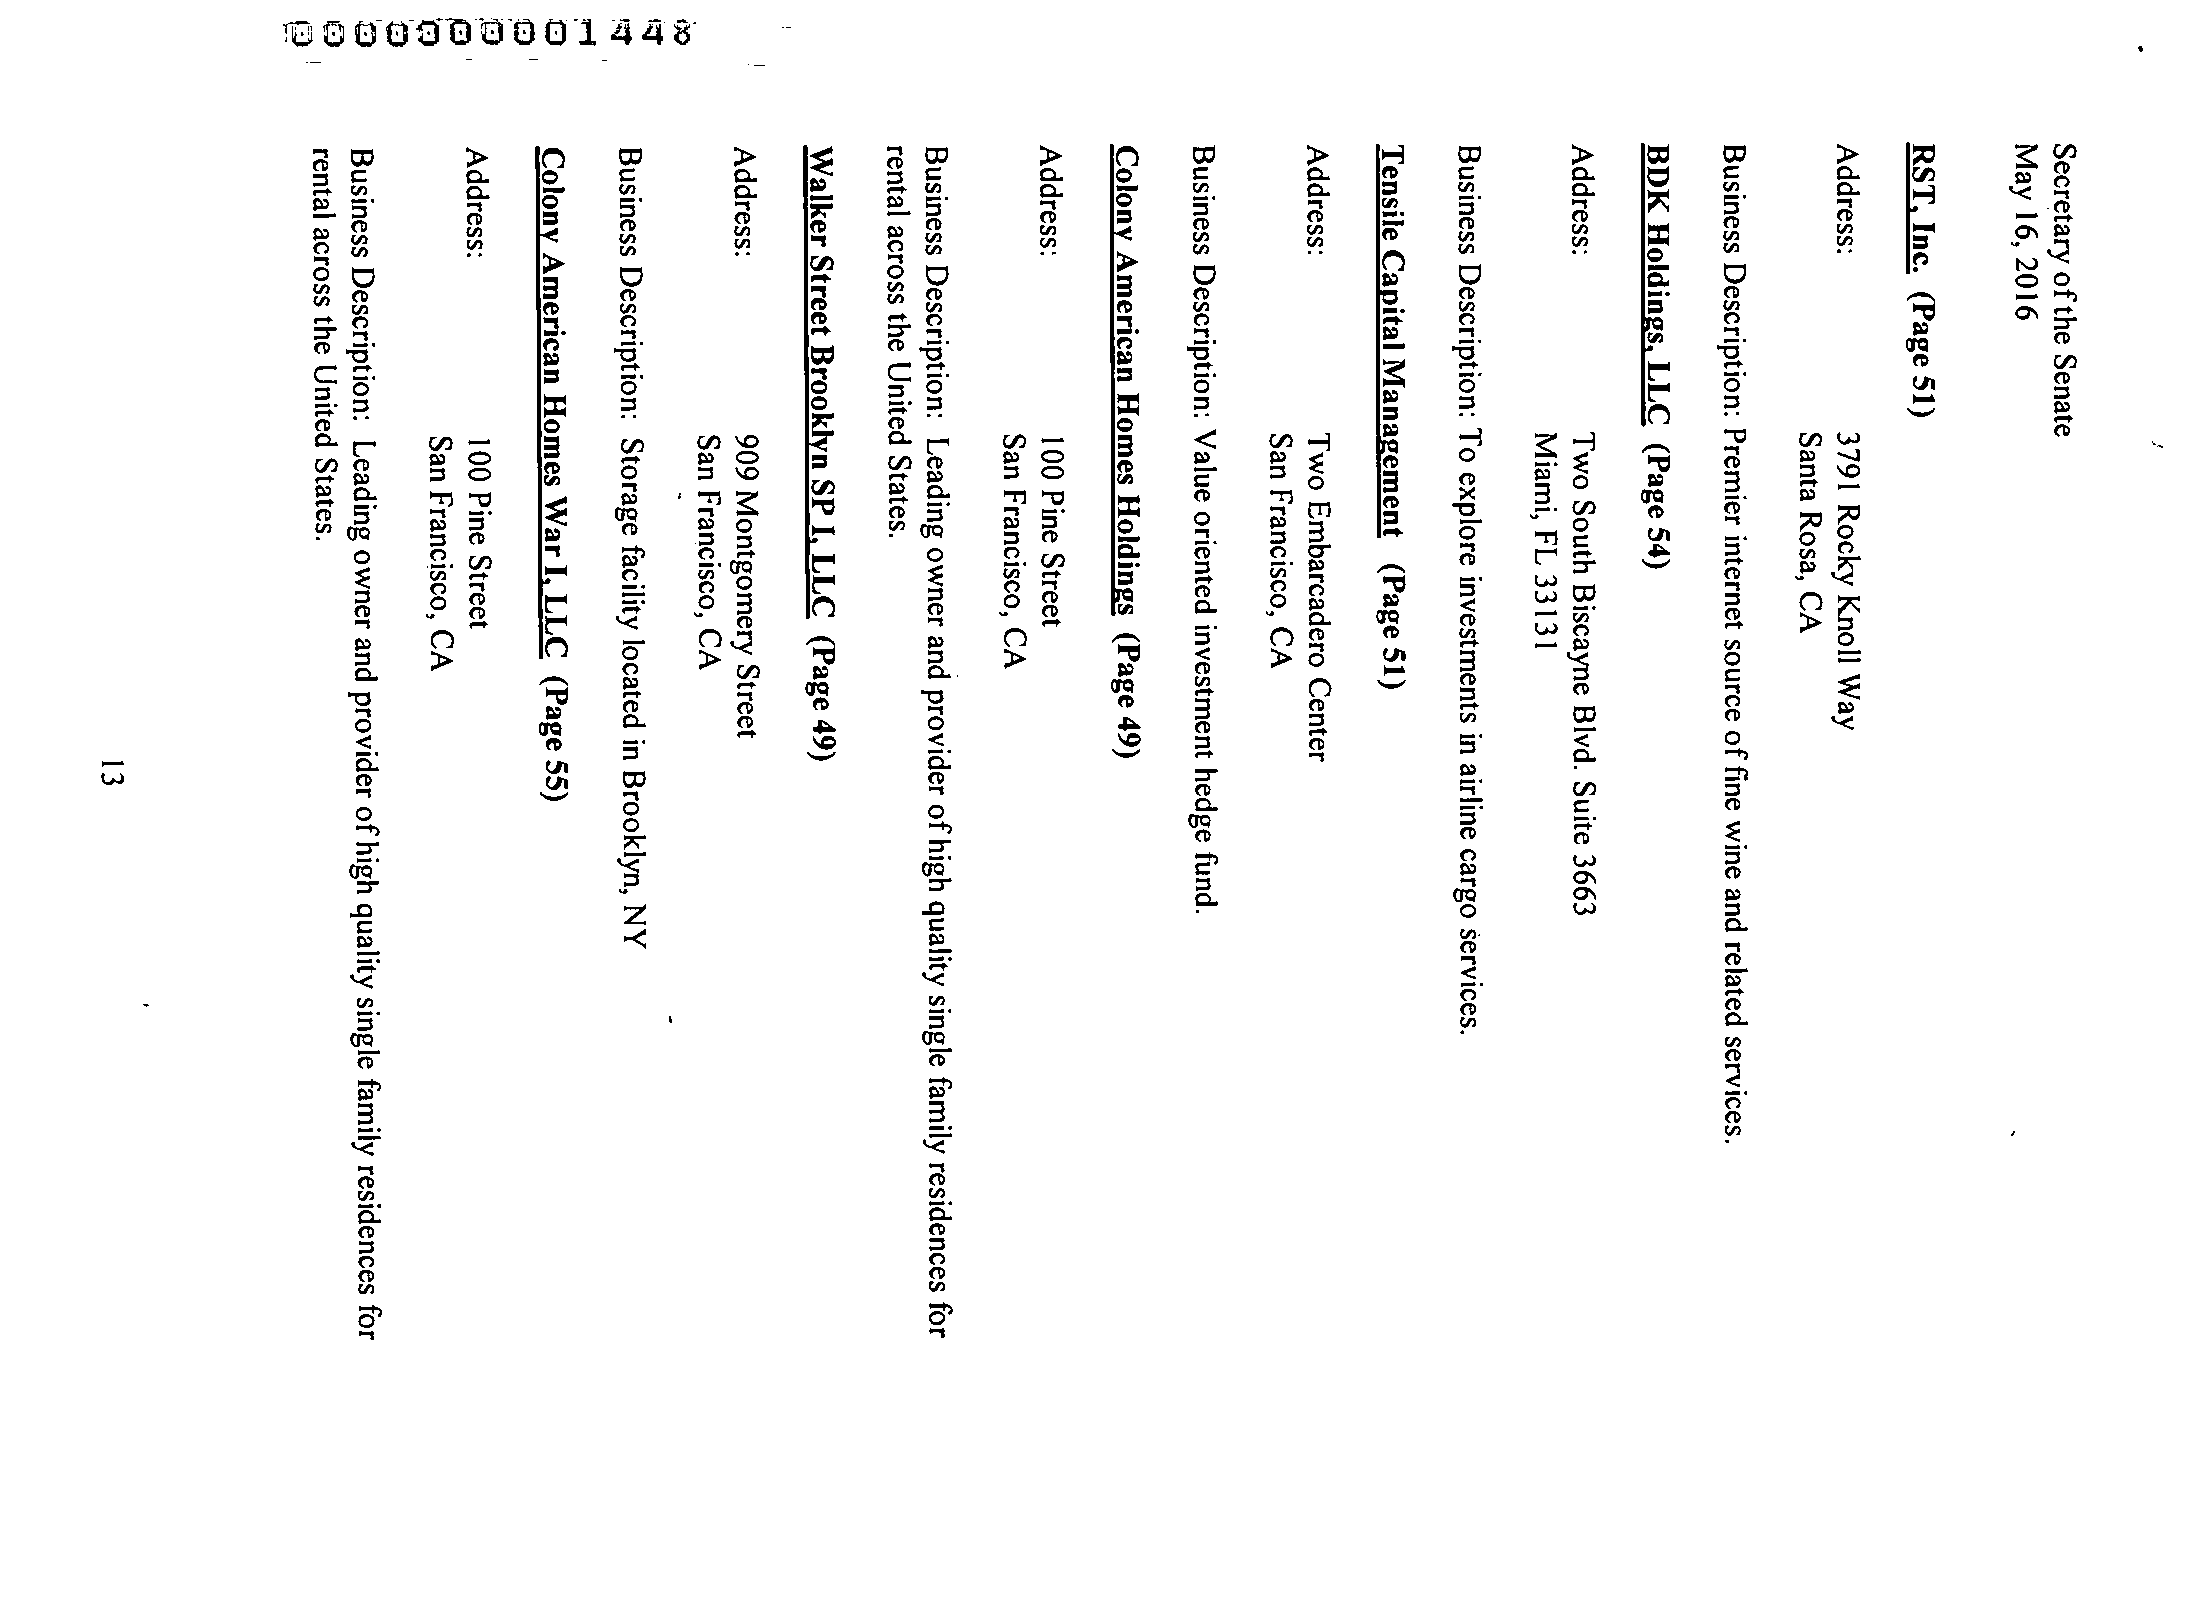 Secretary of the Senate
May 16, 2016
RST, Inc. (Page 51)
Address: 3791 Rocky Knoll Way
Santa Rosa, CA
Business Description: Premier internet source of fine wine and related services.
BDK Holdings, LLC (Page 54)
Address: Two South Biscayne Blvd. Suite 3663
Miami, FL 33131
Business Description: To explore investments in airline cargo services.
Tensile Capital Management (Page 51)
Address: Two Embarcadero Center
San Francisco, CA
Business Description: Value oriented investment hedge fund.
Colony American Homes Holdings (Page 49)
Address: 100 Pine Street
San Francisco, CA
Business Description: Leading owner and provider of high quality single family residences for
rental across the United States.
Walker Street Brooklyn SP I, LLC (Page 49)
Address: 909 Montgomery Street
San Francisco, CA
Business Description: Storage facility located in Brooklyn, NY
Colony American Homes War I, LLC (Page 55)
Address: 100 Pine Street
San Francisco, CA
Business Description: Leading owner and provider of high quality single family residences for
rental across the United States.
13
0000000001448